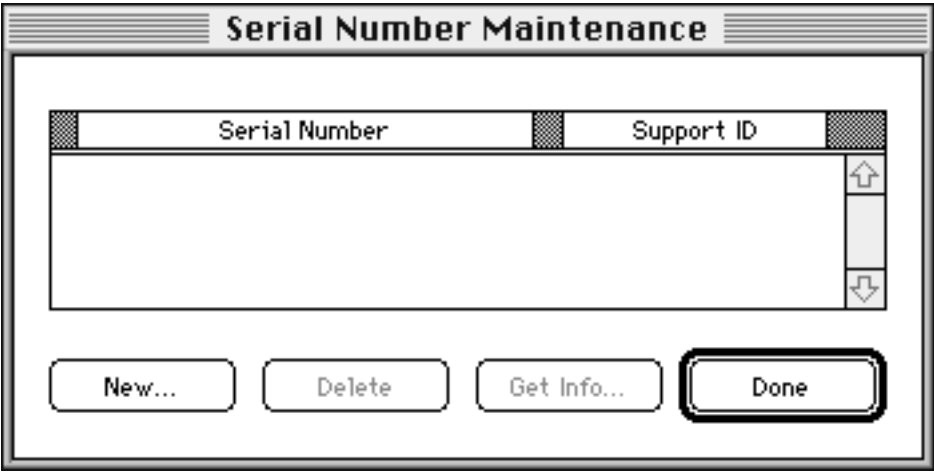 Serial Number Maintenance
Serial Number Support ID
New... Delete Get Info... Done